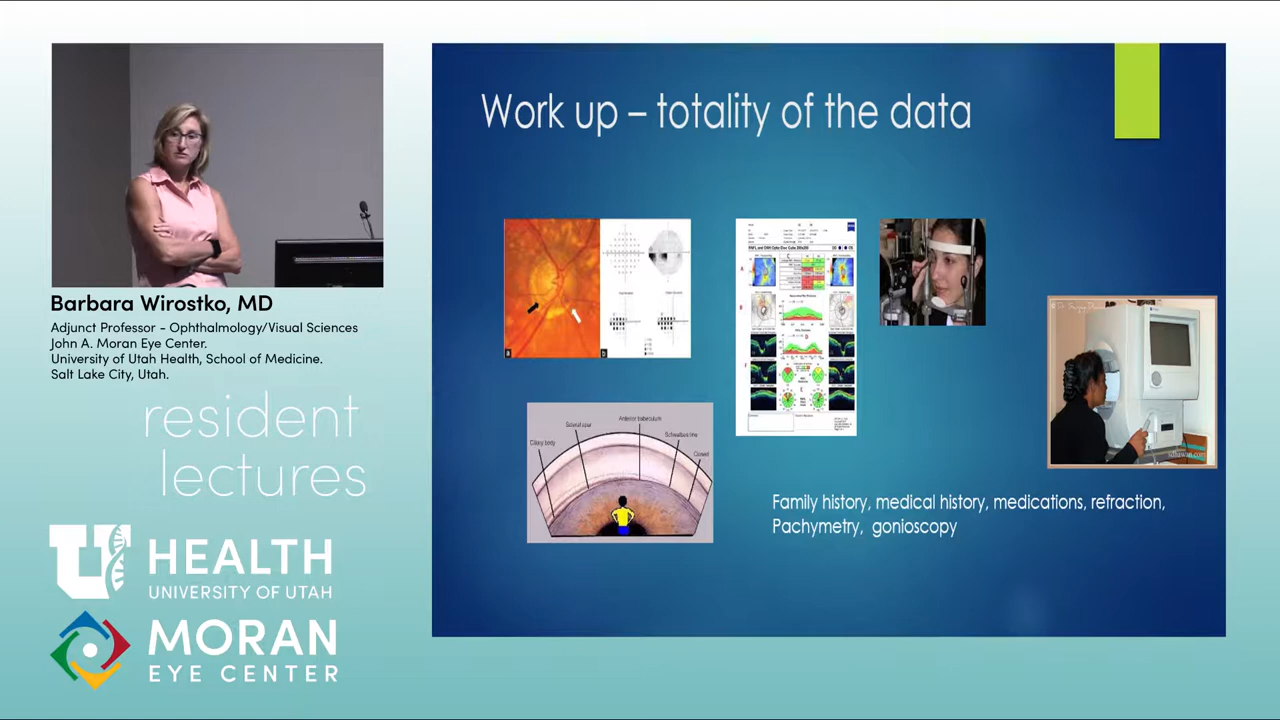 Work up – totality of the data
Barbara Wirostko, MD
Adjunct Professor - Ophthalmology/Visual Sciences
John A. Moran Eye Center.
University of Utah Health, School of Medicine.
Salt Lake City, Utah.
resident
lectures
U HEALTH
UNIVERSITY OF UTAH
MORAN
EYE CENTER
Anterior trabeculum
Scleral spur
Schwalbes line
Ciliary body
Cornea
Family history, medical history, medications, refraction,
Pachymetry, gonioscopy